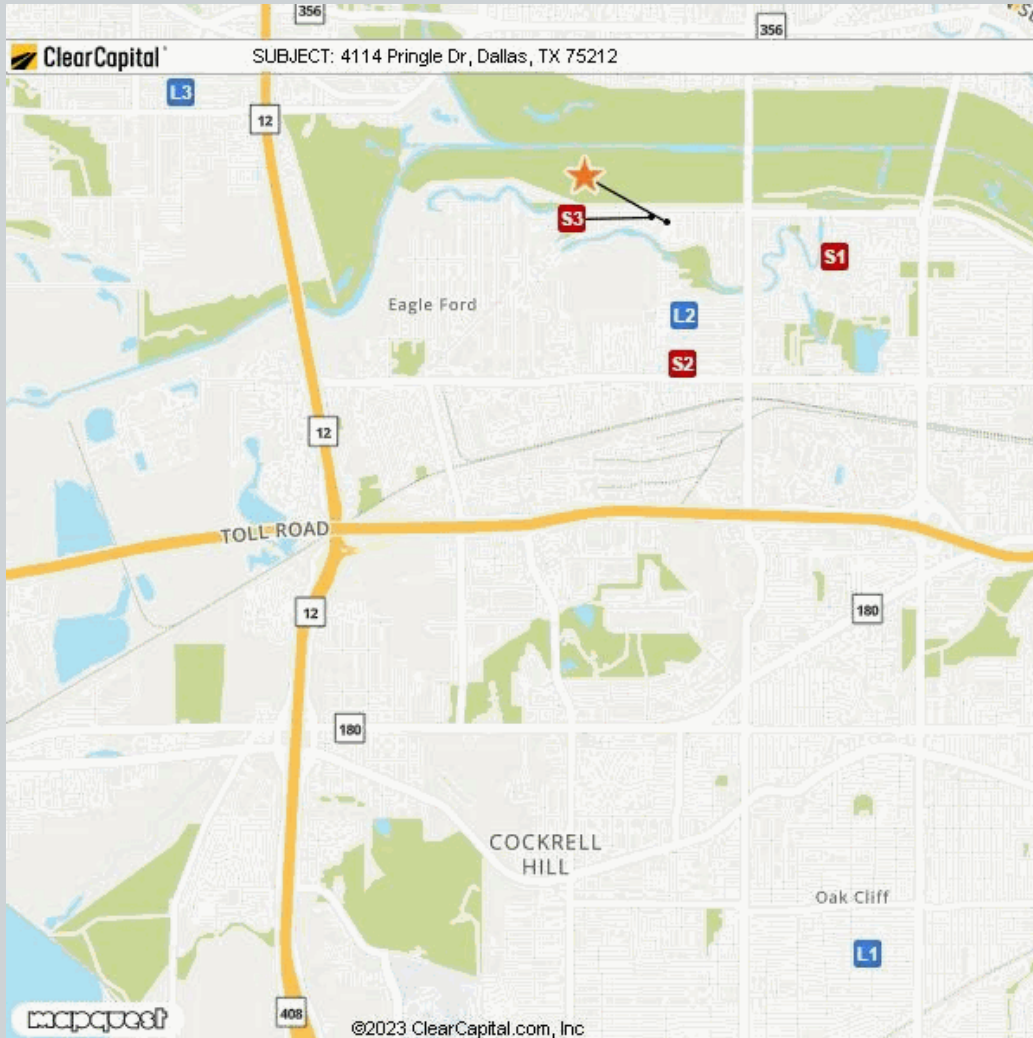 356
356
ClearCapital
SUBJECT: 4114 Pringle Dr, Dallas, TX 75212
L3
12
S3
S1
Eagle Ford
L2
S2
12
TOLL ROAD
12
180
180
COCKRELL
HILL
Oak Cliff
L1
408
mapquest
©2023 ClearCapital.com, Inc